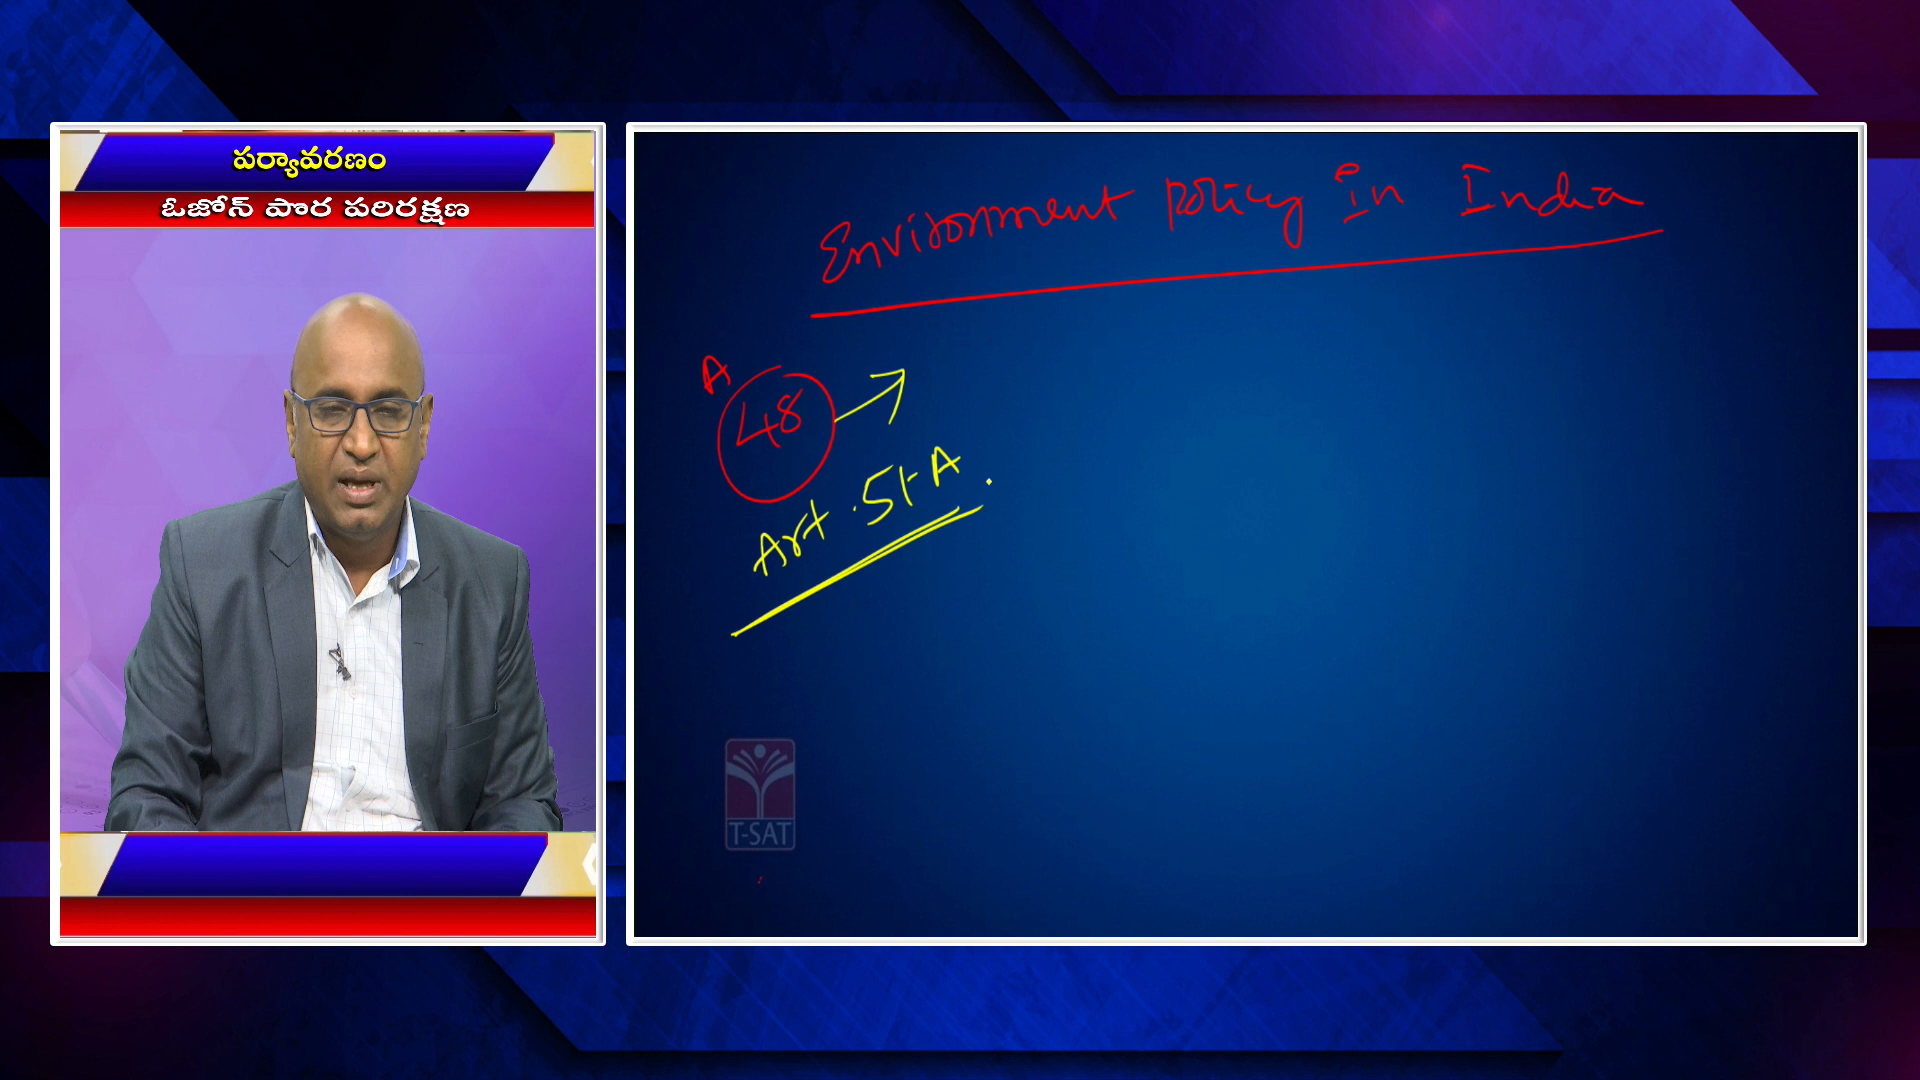 పర్యావరణం
ఓజోన్ పొర పరిరక్షణ
Environment Policy In India
A
48
Art. 51-A.
T-SAT